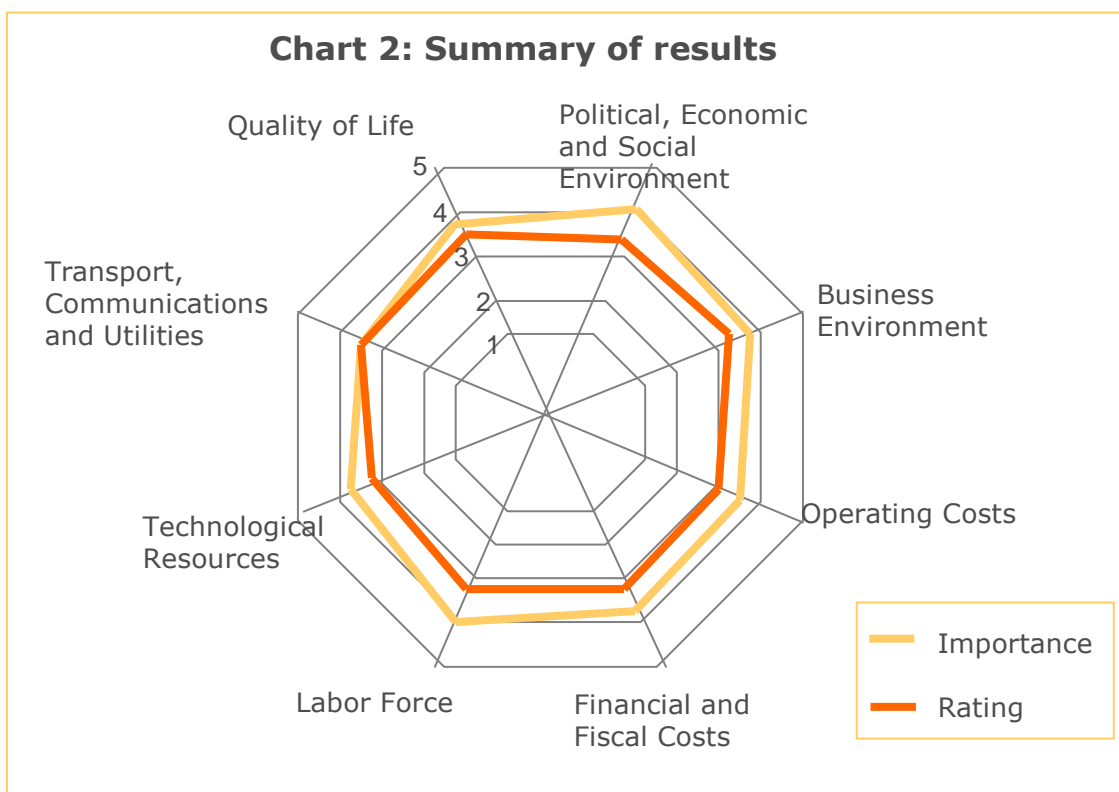 Chart 2: Summary of results
Quality of Life
Political, Economic
and Social
Environment
5
4
3
2
1
Transport,
Communications
and Utilities
Business
Environment
Technological
Resources
Operating Costs
Labor Force
Financial and
Fiscal Costs
Importance
Rating